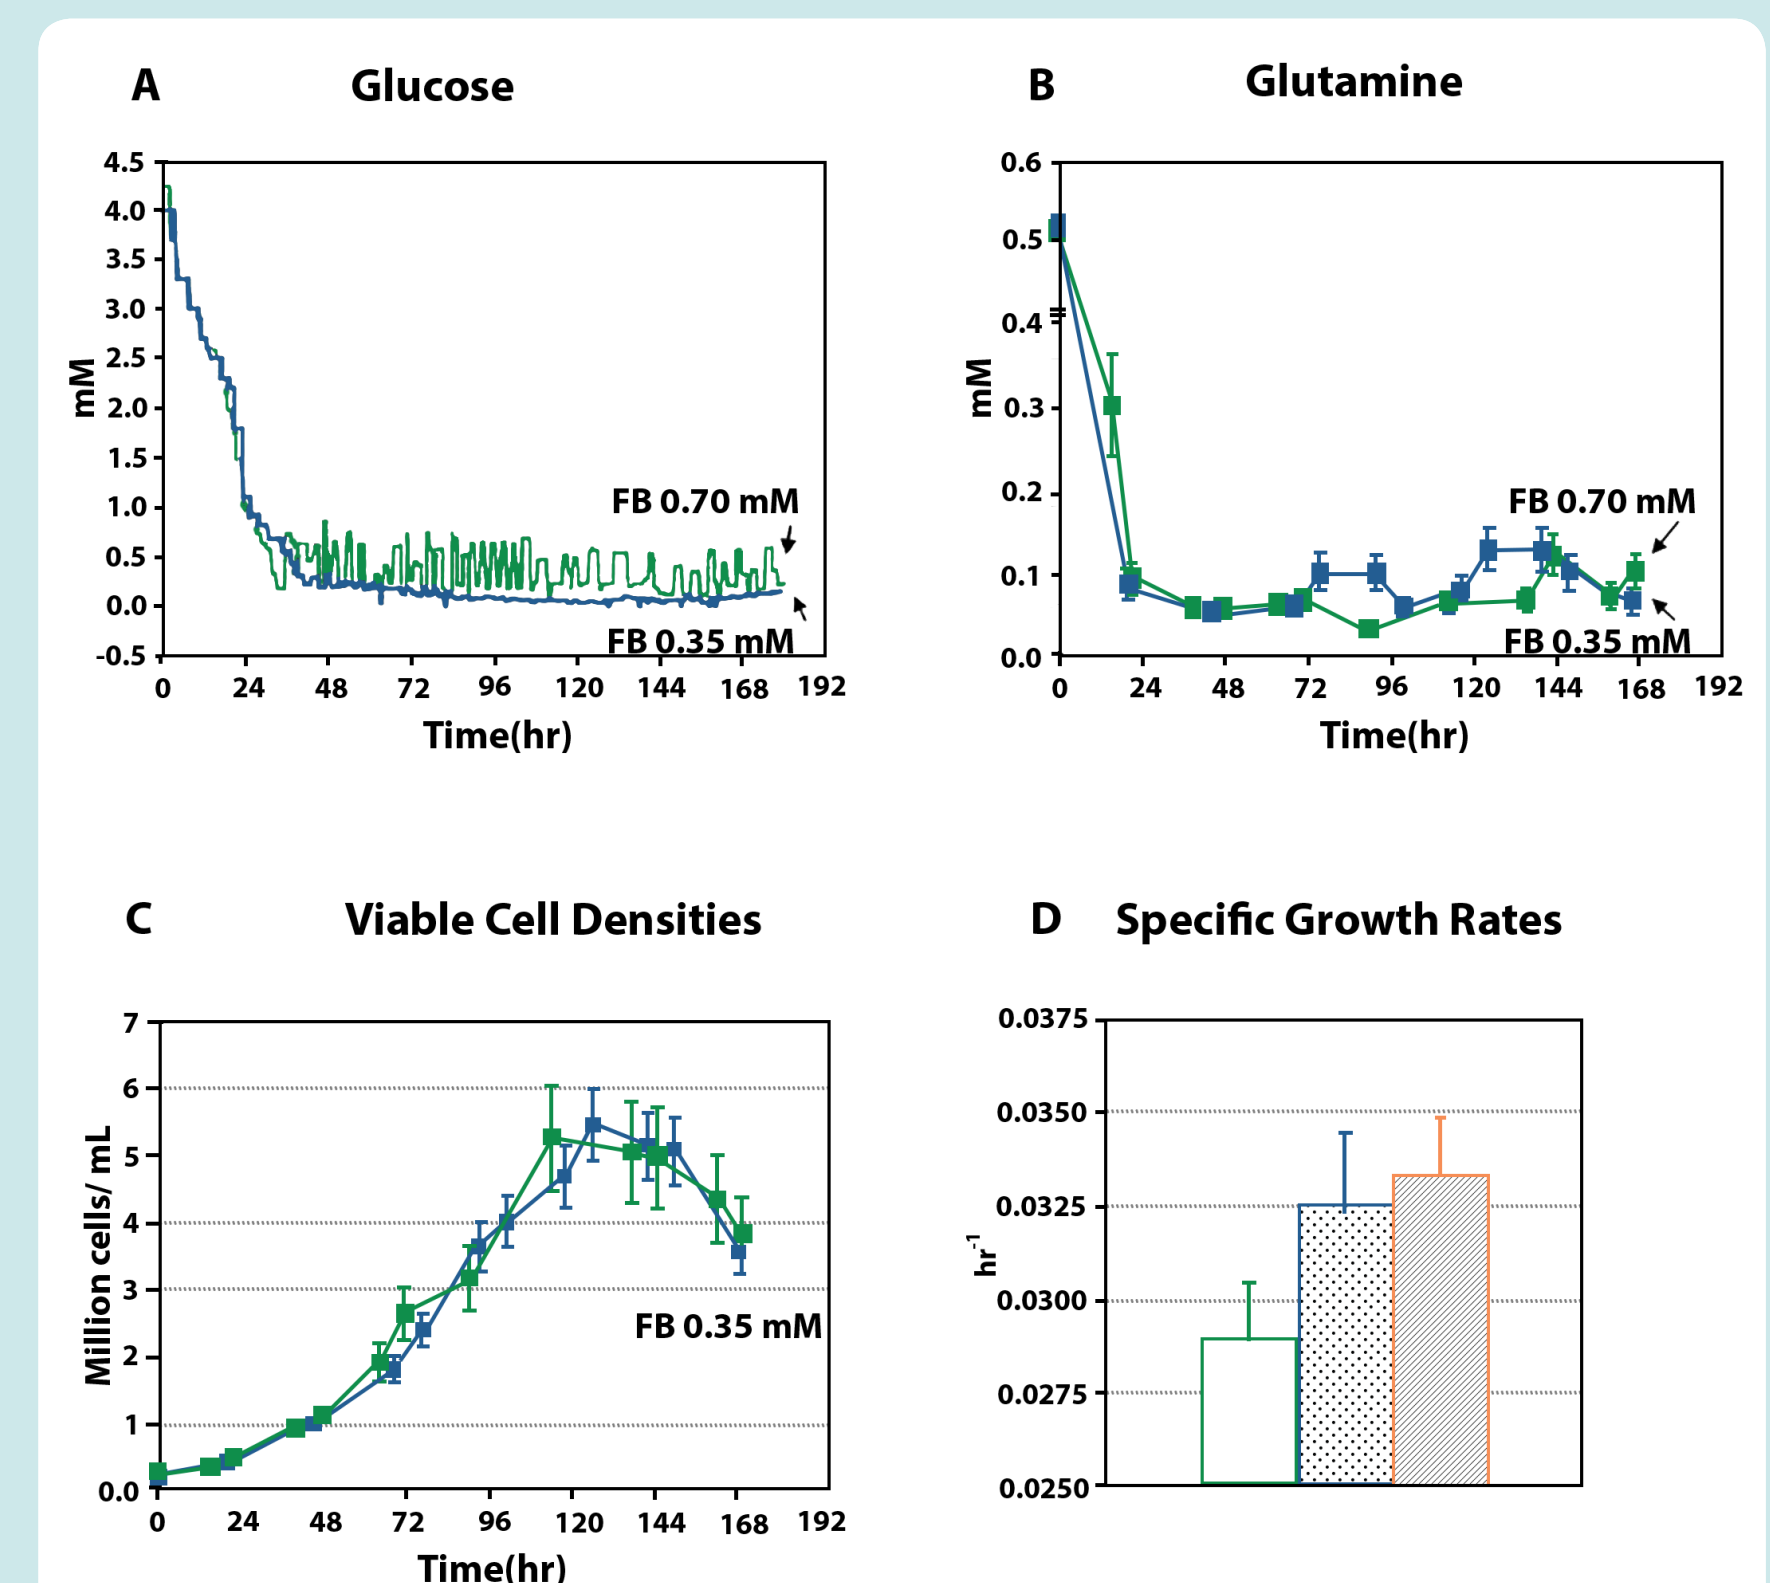 A
Glucose
4.5
4.0
3.5
3.0
2.5
2.0
1.5
1.0
0.5
0.0
-0.5
mM
FB 0.70 mM
FB 0.35 mM
0 24 48 72 96 120 144 168 192
Time(hr)
B
Glutamine
0.6
0.5
0.4
0.3
0.2
0.1
0.0
mM
FB 0.70 mM
FB 0.35 mM
0 24 48 72 96 120 144 168 192
Time(hr)
C
Viable Cell Densities
7
6
5
4
3
2
1
0.0
Million cells/ mL
FB 0.35 mM
0 24 48 72 96 120 144 168 192
Time(hr)
D
Specific Growth Rates
0.0375
0.0350
0.0325
0.0300
0.0275
0.0250
hr⁻¹